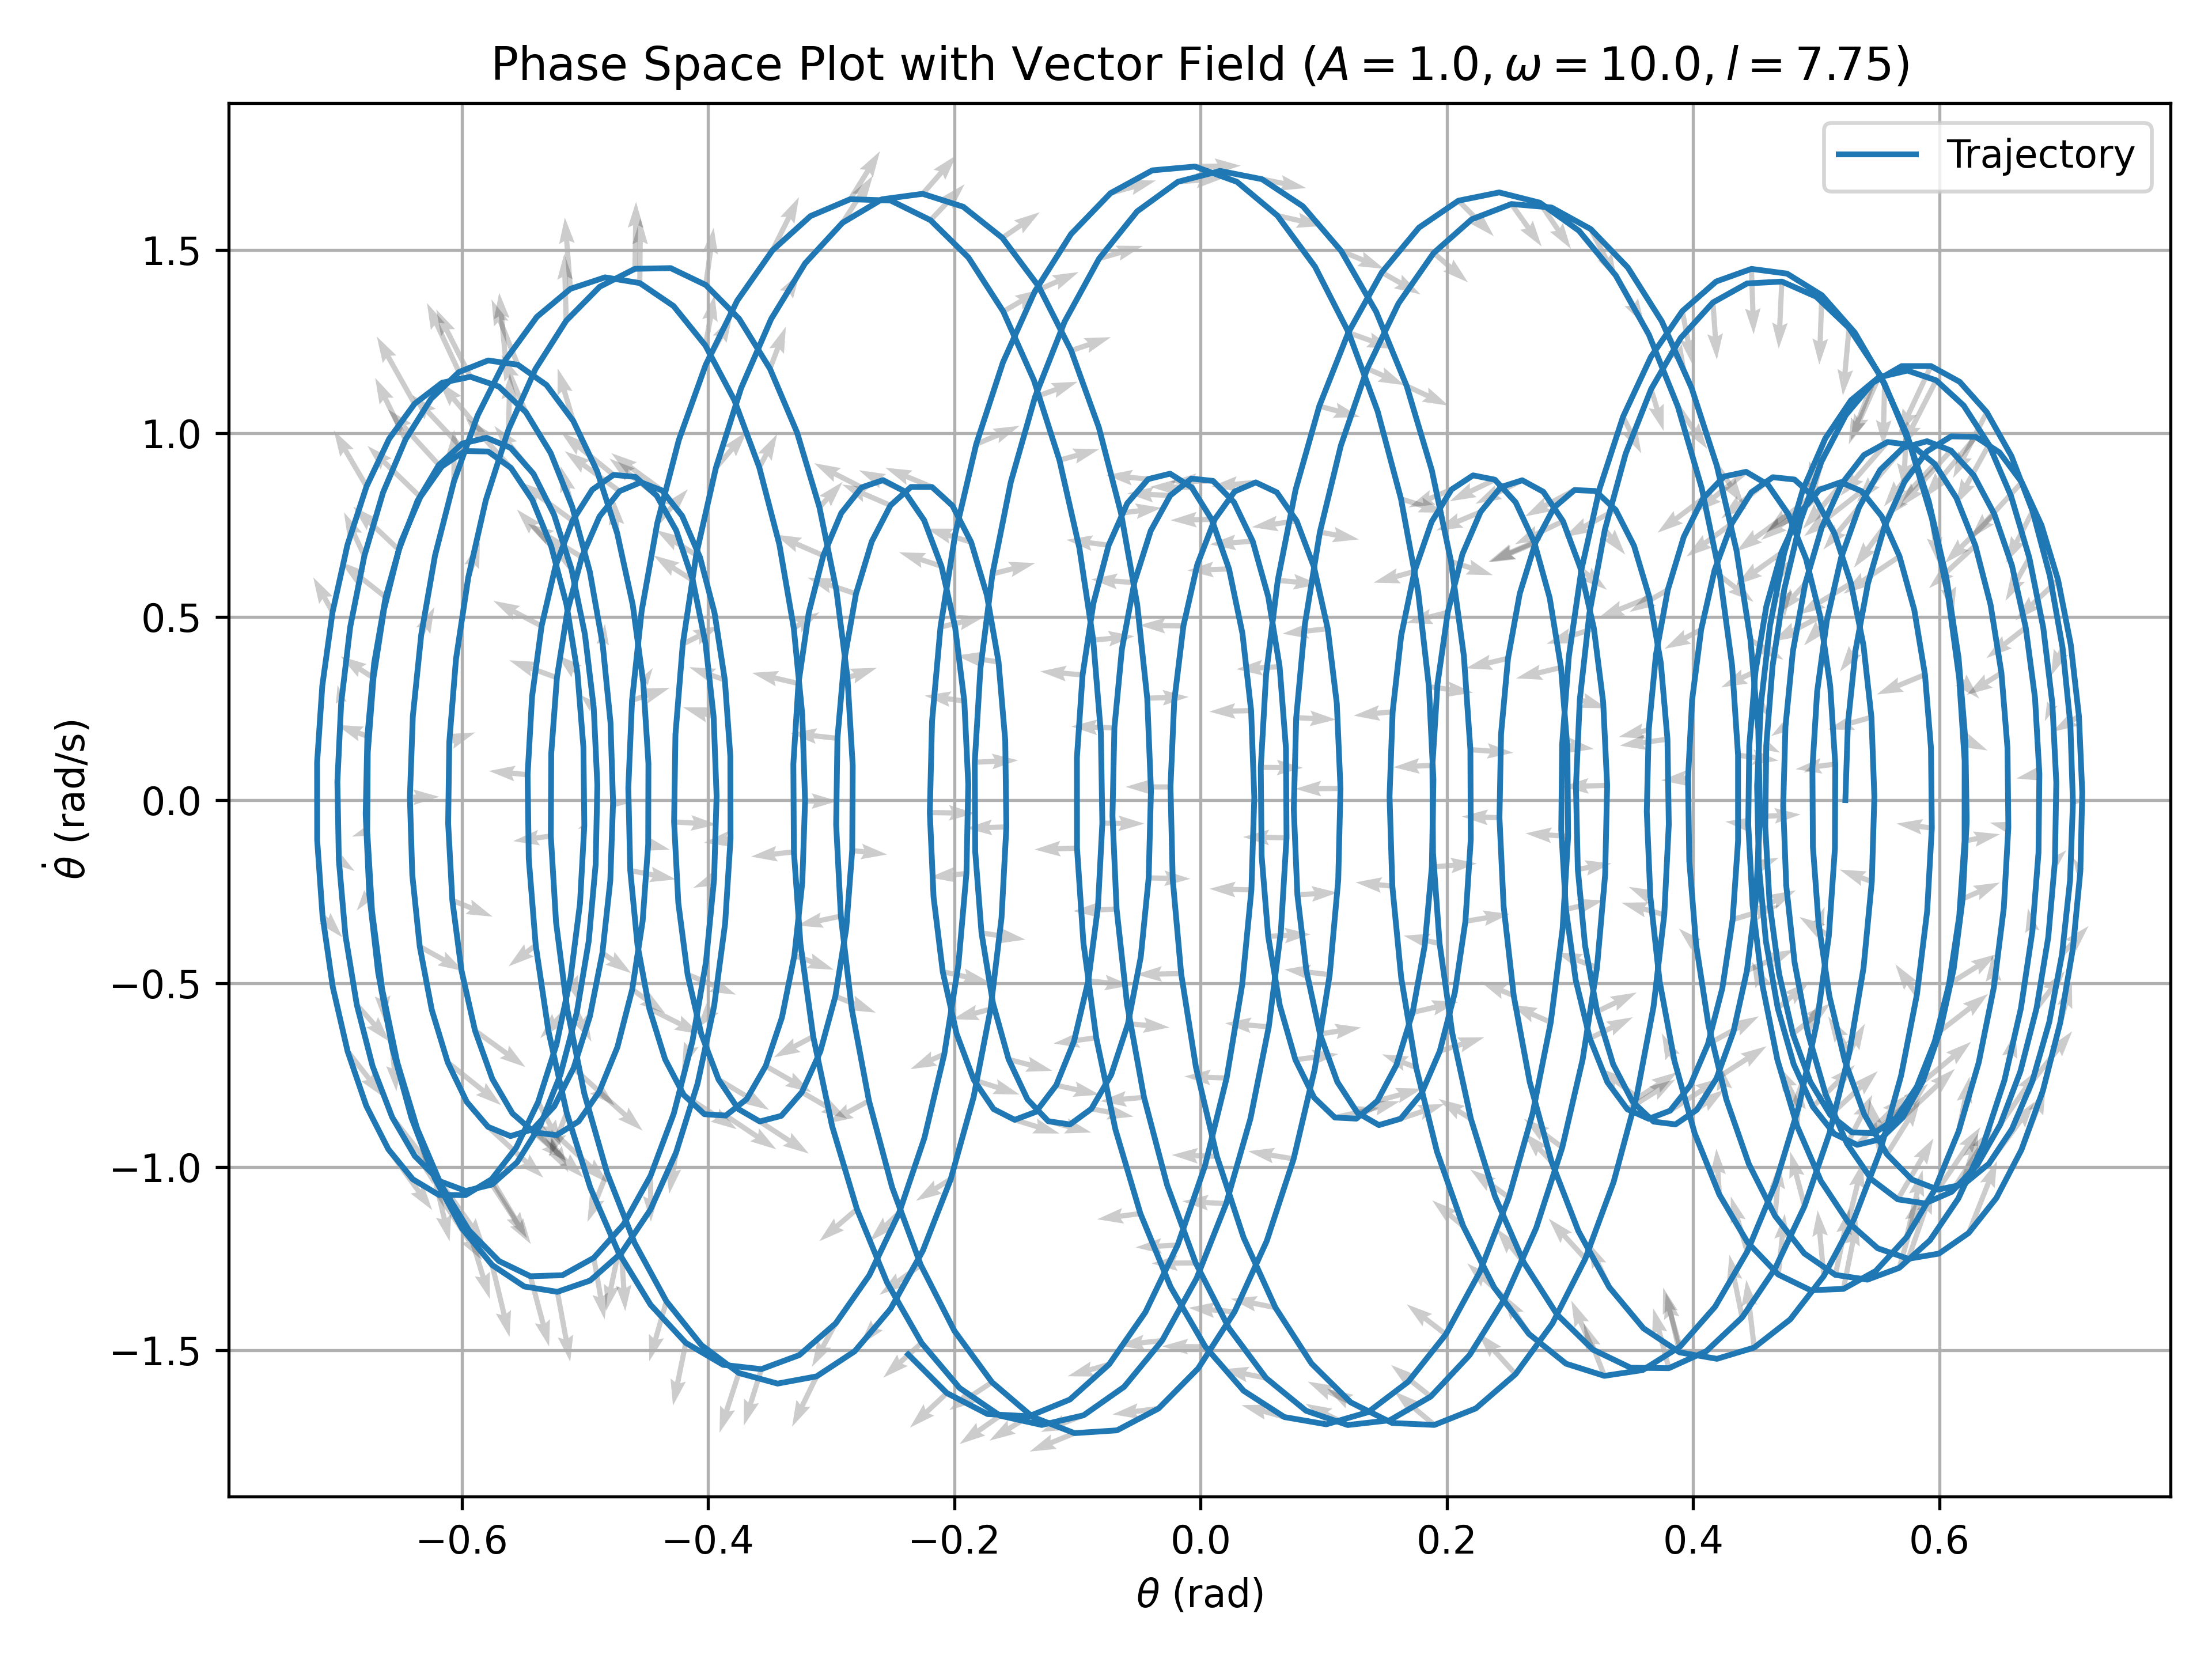 Phase Space Plot with Vector Field (A = 1.0, ω = 10.0, l = 7.75)
Trajectory
1.5
1.0
0.5
0.0
−0.5
−1.0
−1.5
θ̇ (rad/s)
−0.6 −0.4 −0.2 0.0 0.2 0.4 0.6
θ (rad)